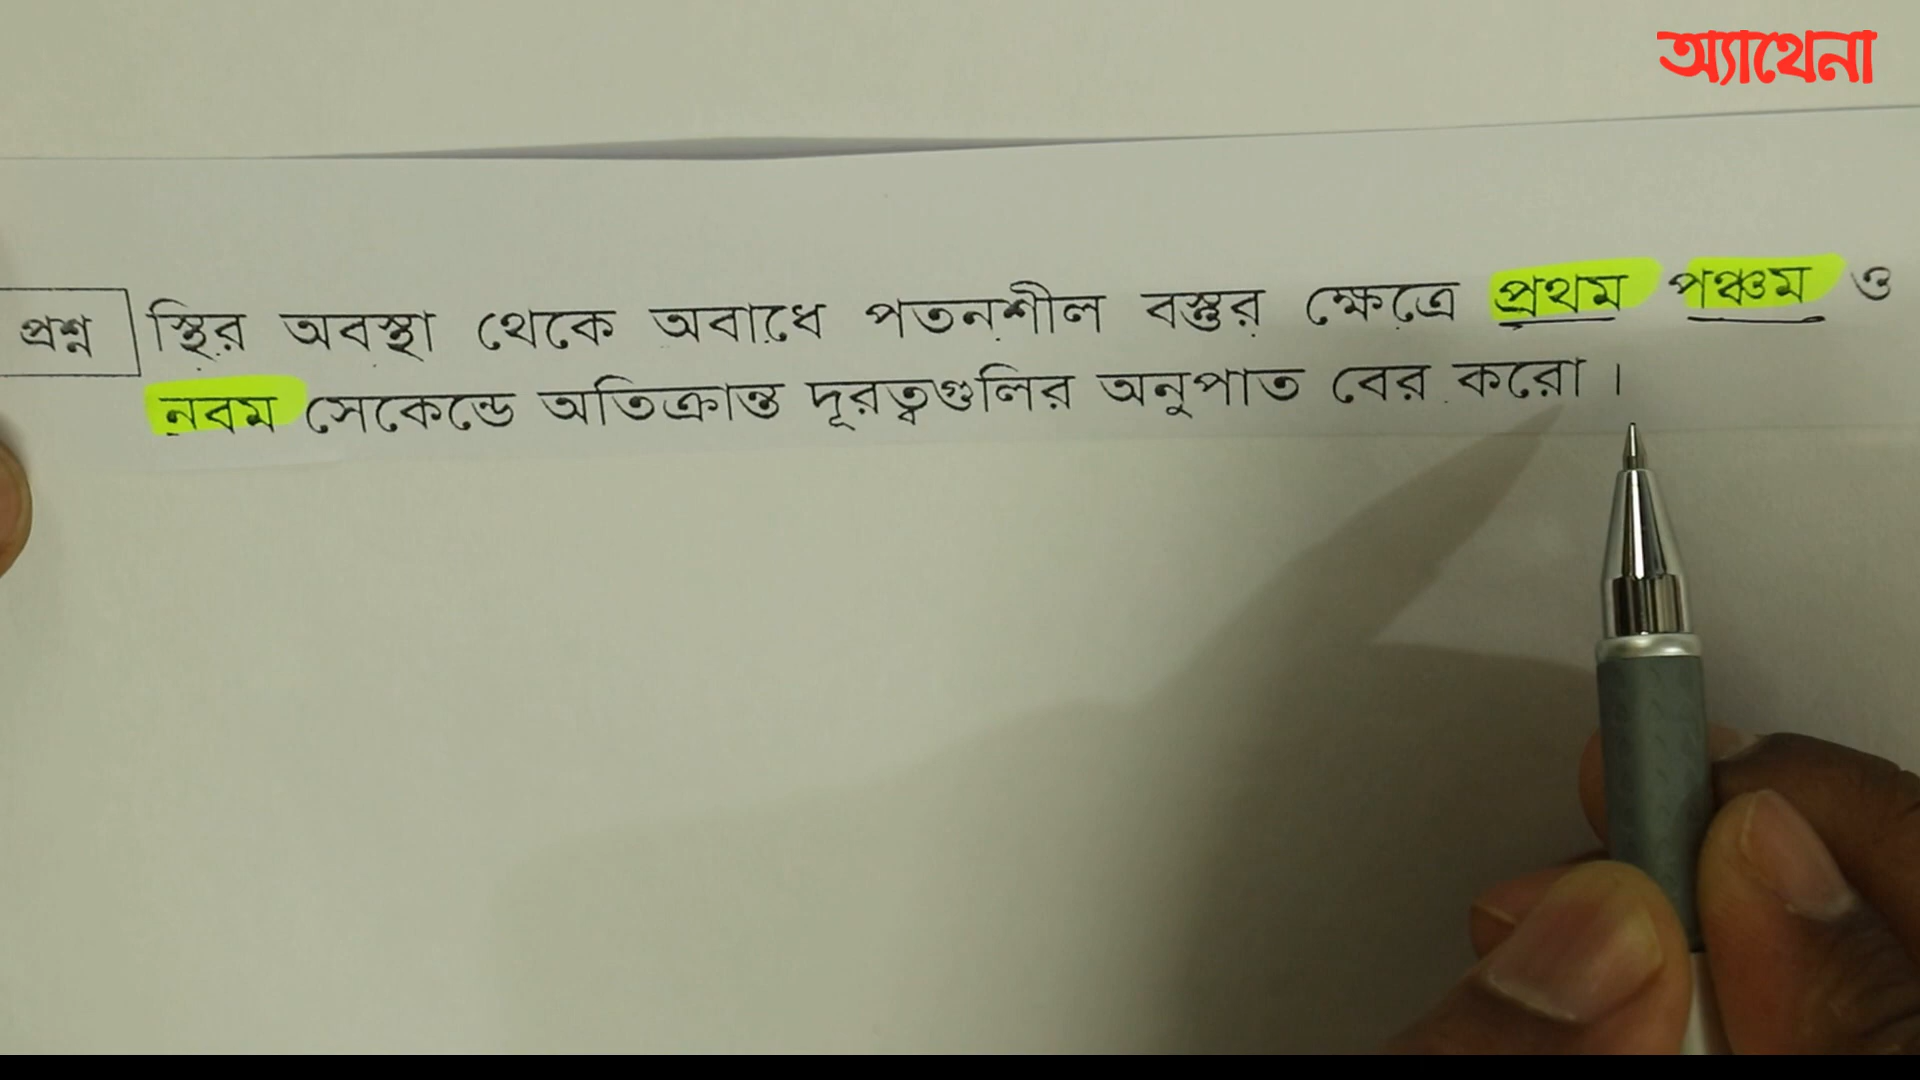 অ্যাথেনা
প্রশ্ন স্থির অবস্থা থেকে অবাধে পতনশীল বস্তুর ক্ষেত্রে প্রথম পঞ্চম ও
নবম সেকেন্ডে অতিক্রান্ত দূরত্বগুলির অনুপাত বের করো।